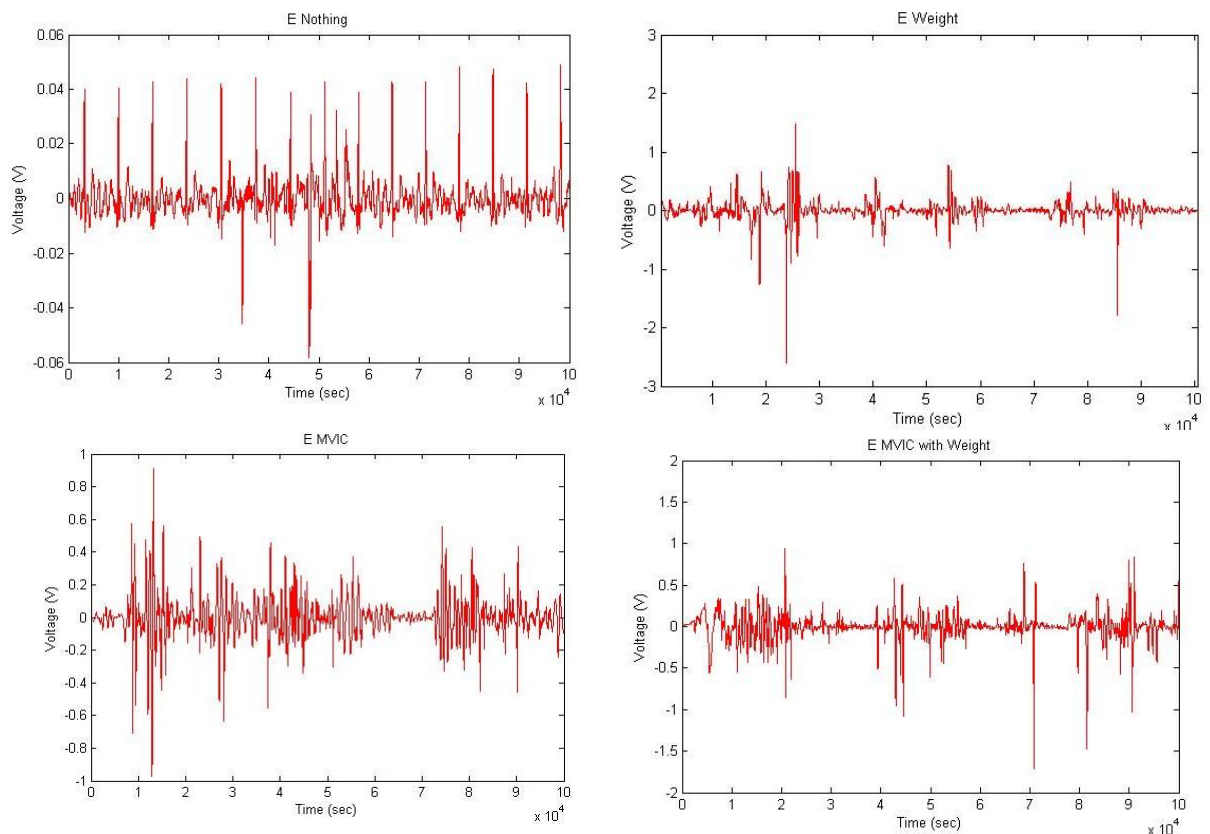 E Nothing
0.06
0.04
0.02
0
-0.02
-0.04
-0.06
Voltage (V)
0 1 2 3 4 5 6 7 8 9 10
Time (sec)
x 10^4
E Weight
3
2
1
0
-1
-2
-3
Voltage (V)
1 2 3 4 5 6 7 8 9 10
Time (sec)
x 10^4
E MVIC
1
0.8
0.6
0.4
0.2
0
-0.2
-0.4
-0.6
-0.8
-1
Voltage (V)
0 1 2 3 4 5 6 7 8 9 10
Time (sec)
x 10^4
E MVIC with Weight
2
1.5
1
0.5
0
-0.5
-1
-1.5
-2
Voltage (V)
0 1 2 3 4 5 6 7 8 9 10
Time (sec)
x 10^4